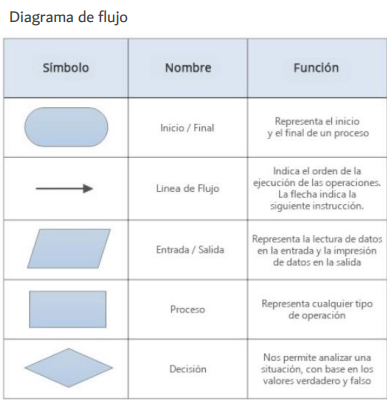 Diagrama de flujo
Símbolo
Nombre
Función
Inicio / Final
Representa el inicio
y el final de un proceso
Linea de Flujo
Indica el orden de la
ejecución de las operaciones.
La flecha indica la
siguiente instrucción.
Entrada / Salida
Representa la lectura de datos
en la entrada y la impresión
de datos en la salida
Proceso
Representa cualquier tipo
de operación
Decisión
Nos permite analizar una
situación, con base en los
valores verdadero y falso